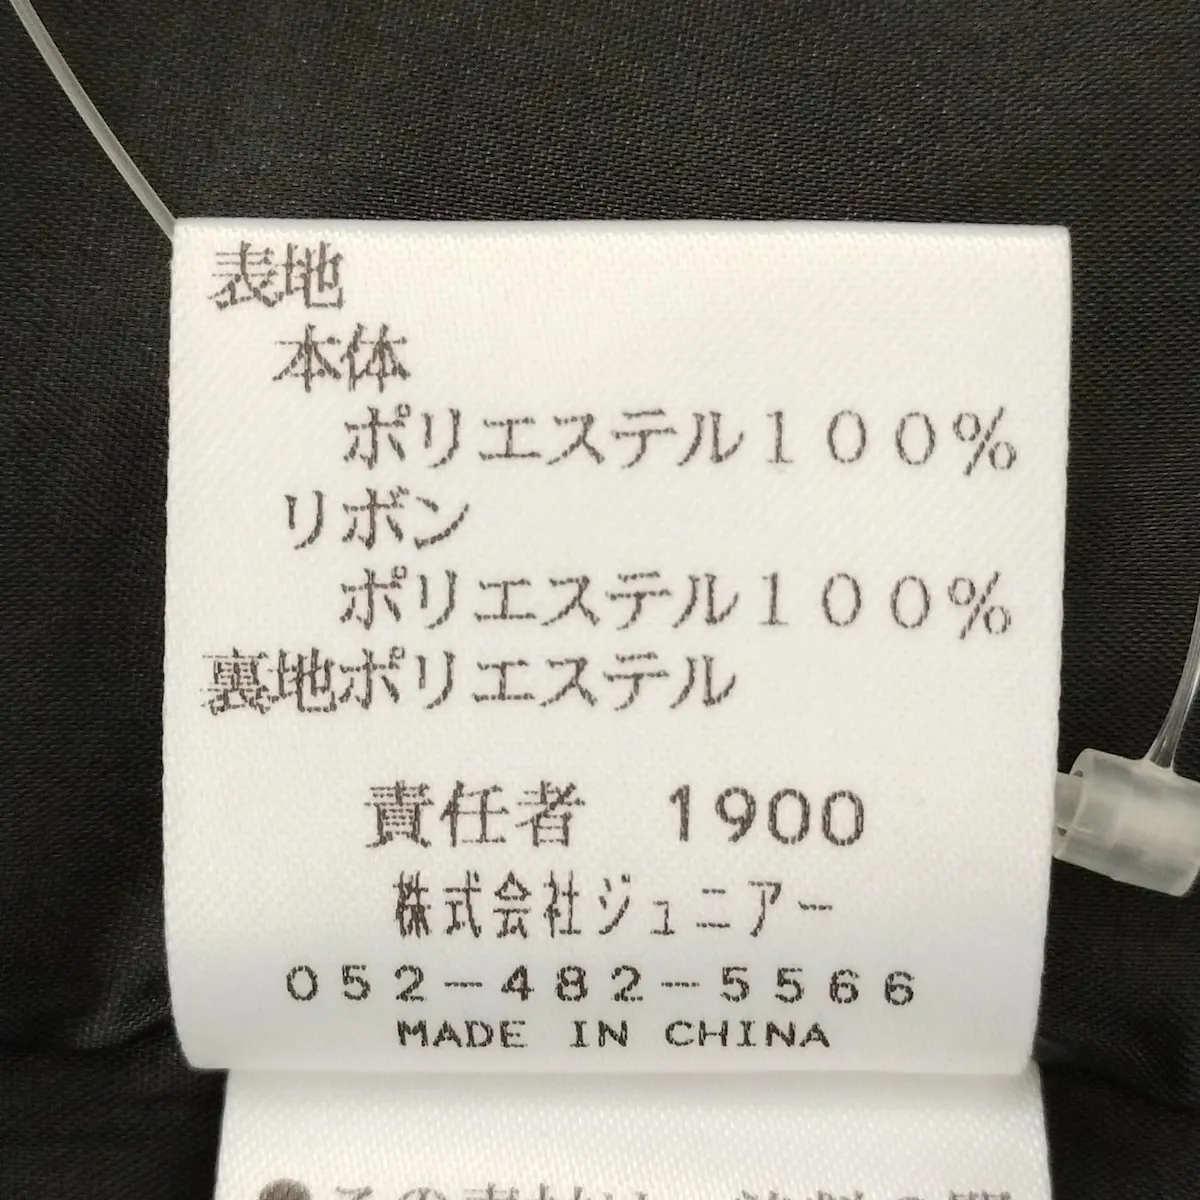 表地
本体
ポリエステル１００％
リボン
ポリエステル１００％
裏地ポリエステル
責任者 1900
株式会社ジュニアー
０５２－４８２－５５６６
MADE IN CHINA